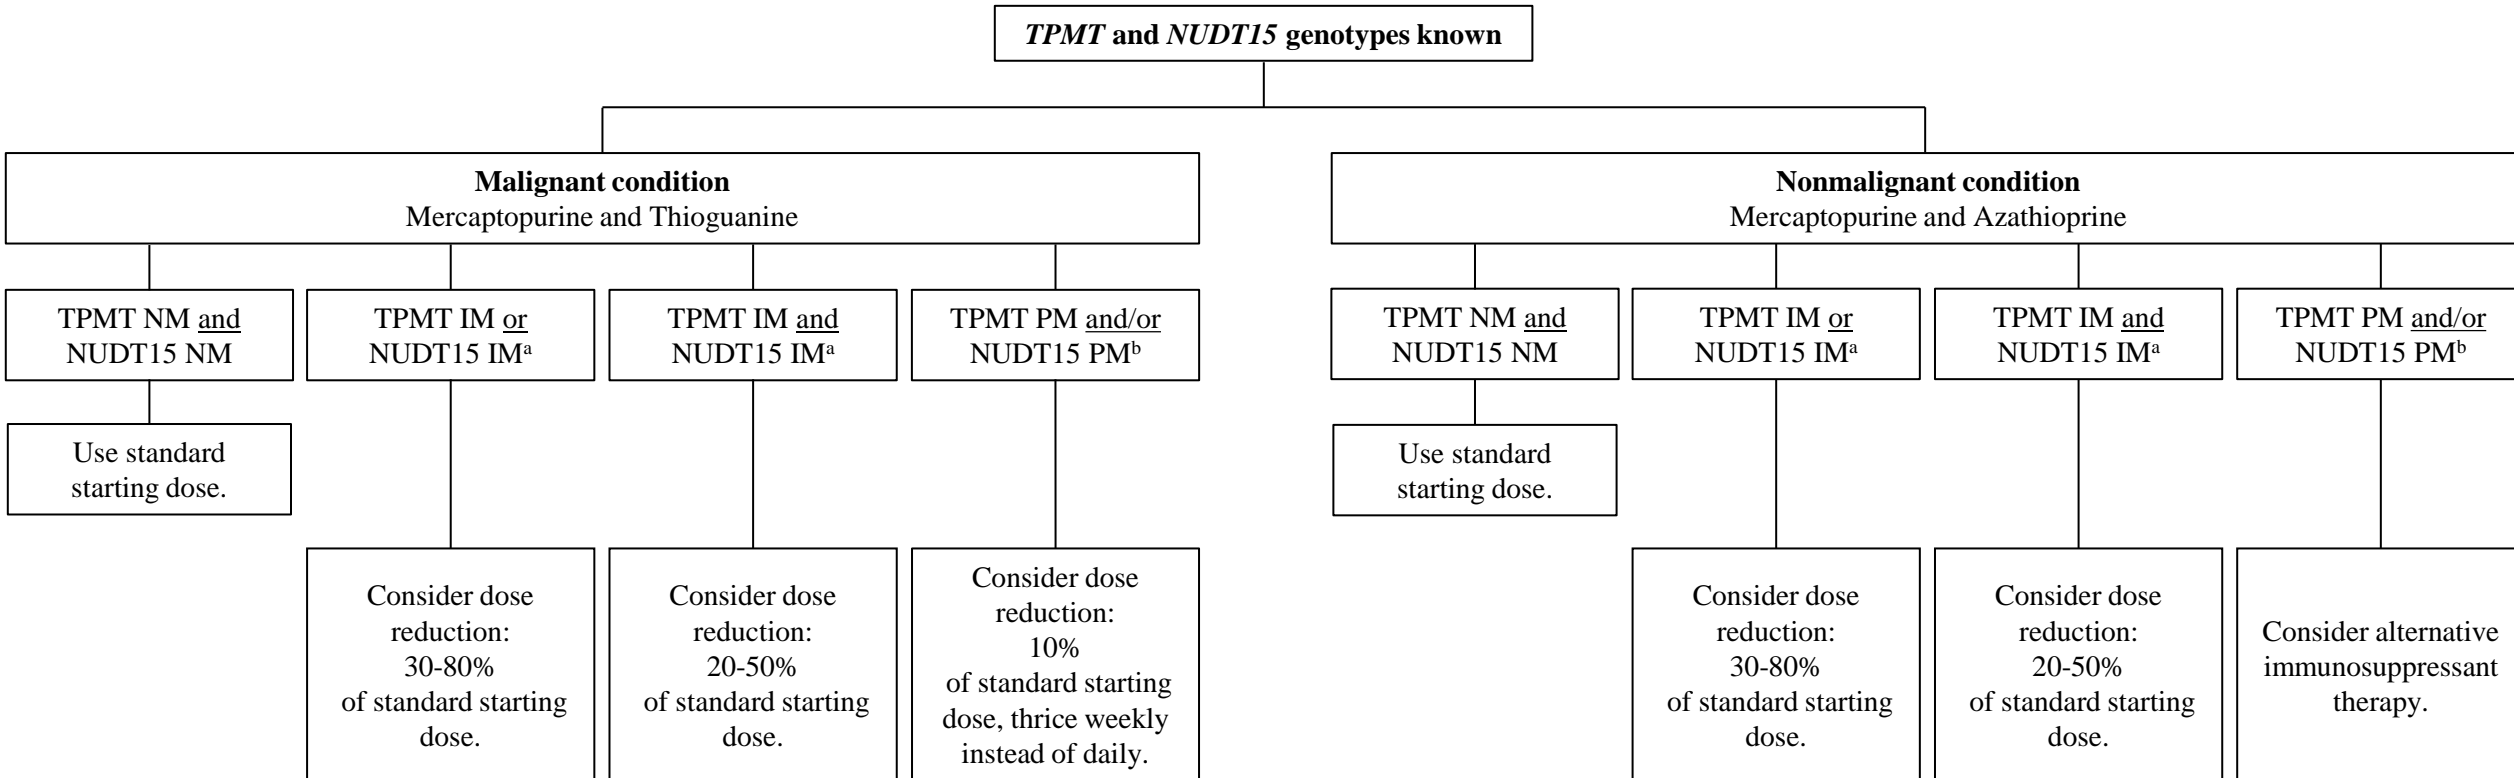 TPMT and NUDT15 genotypes known
Malignant condition
Mercaptopurine and Thioguanine
Nonmalignant condition
Mercaptopurine and Azathioprine
TPMT NM and
NUDT15 NM
TPMT IM or
NUDT15 IMᵃ
TPMT IM and
NUDT15 IMᵃ
TPMT PM and/or
NUDT15 PMᵇ
TPMT NM and
NUDT15 NM
TPMT IM or
NUDT15 IMᵃ
TPMT IM and
NUDT15 IMᵃ
TPMT PM and/or
NUDT15 PMᵇ
Use standard
starting dose.
Use standard
starting dose.
Consider dose
reduction:
30-80%
of standard starting
dose.
Consider dose
reduction:
20-50%
of standard starting
dose.
Consider dose
reduction:
10%
of standard starting
dose, thrice weekly
instead of daily.
Consider dose
reduction:
30-80%
of standard starting
dose.
Consider dose
reduction:
20-50%
of standard starting
dose.
Consider alternative
immunosuppressant
therapy.